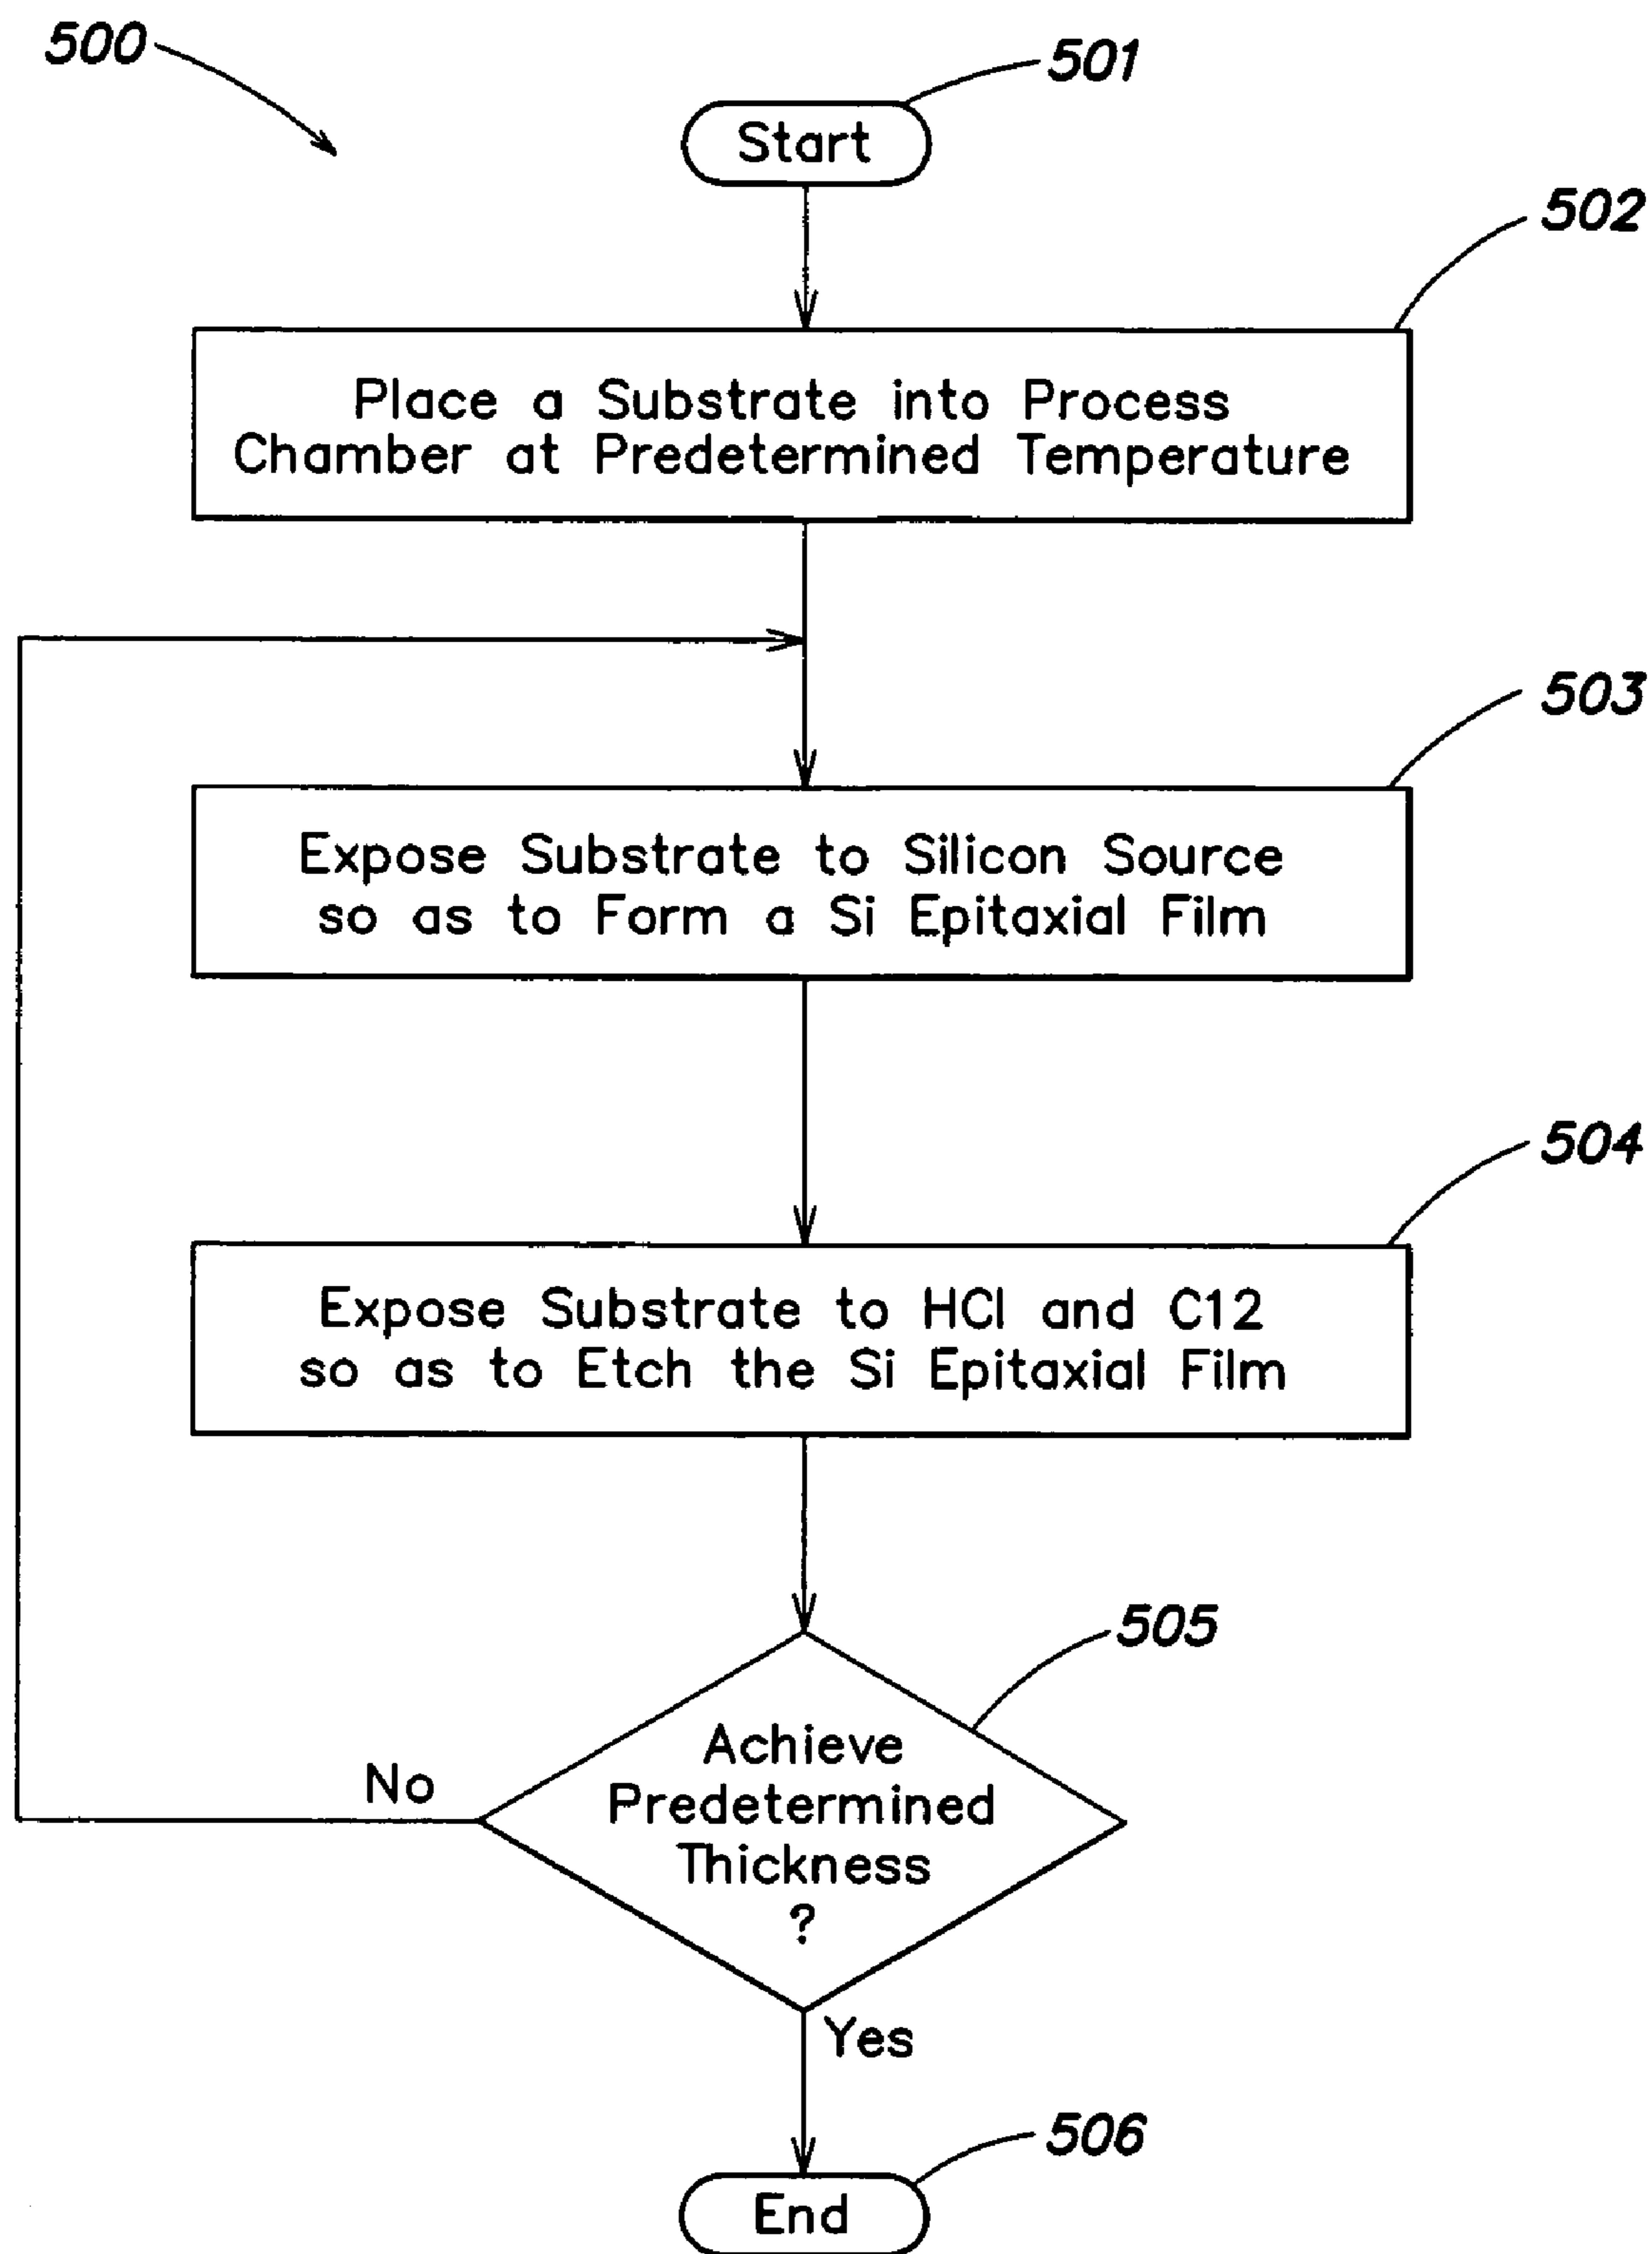 500
501
Start
502
Place a Substrate into Process
Chamber at Predetermined Temperature
503
Expose Substrate to Silicon Source
so as to Form a Si Epitaxial Film
504
Expose Substrate to HCl and C12
so as to Etch the Si Epitaxial Film
505
Achieve
Predetermined
Thickness
?
No
Yes
506
End